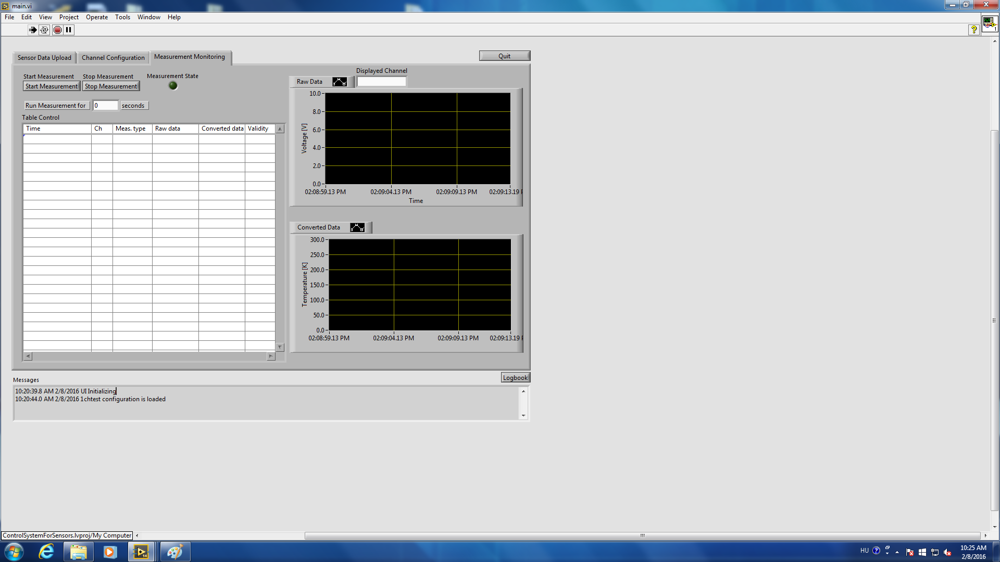 main.vi
File Edit View Project Operate Tools Window Help
1
Sensor Data Upload Channel Configuration Measurement Monitoring
Quit
Start Measurement Stop Measurement Measurement State
Start Measurement Stop Measurement
Run Measurement for 0 seconds
Table Control
Time Ch Meas. type Raw data Converted data Validity
Displayed Channel
Raw Data
10.0
8.0
6.0
4.0
2.0
0.0
Voltage [V]
02:08:59.13 PM 02:09:04.13 PM 02:09:09.13 PM 02:09:13.19
Time
Converted Data
300.0
250.0
200.0
150.0
100.0
50.0
0.0
Temperature [K]
02:08:59.13 PM 02:09:04.13 PM 02:09:09.13 PM 02:09:13.19
Messages
Logbook
10:20:39.8 AM 2/8/2016 UI Initializing
10:20:44.0 AM 2/8/2016 1chtest configuration is loaded
ControlSystemForSensors.lvproj/My Computer
14
HU
10:25 AM
2/8/2016